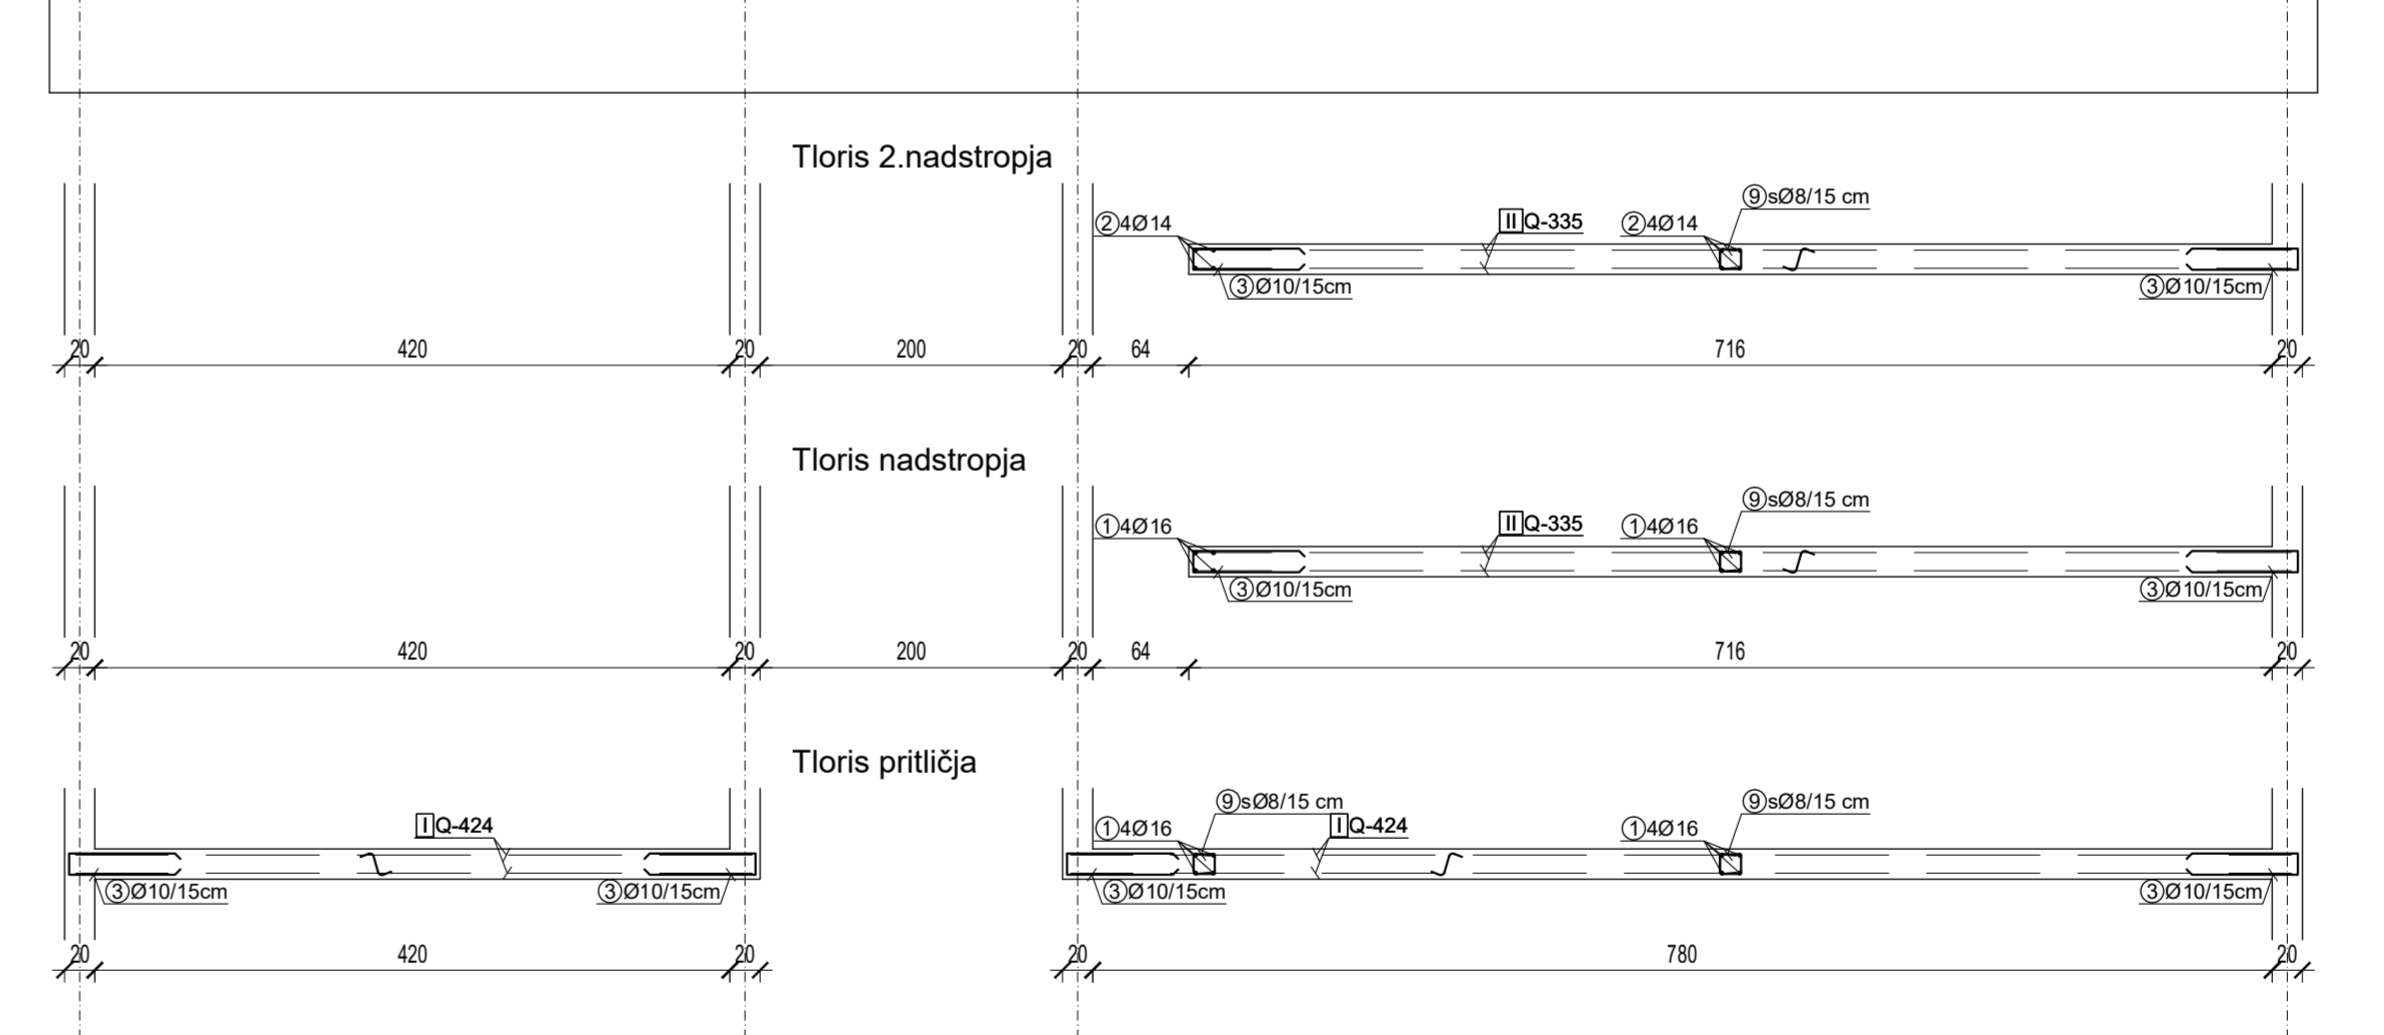 Tloris 2.nadstropja
⑨sØ8/15 cm
②4Ø14
II Q-335
②4Ø14
③Ø10/15cm
③Ø10/15cm
20 420 20 200 20 64 716 20
Tloris nadstropja
⑨sØ8/15 cm
①4Ø16
II Q-335
①4Ø16
③Ø10/15cm
③Ø10/15cm
20 420 20 200 20 64 716 20
Tloris pritličja
⑨sØ8/15 cm
⑨sØ8/15 cm
I Q-424
①4Ø16
I Q-424
①4Ø16
③Ø10/15cm
③Ø10/15cm
③Ø10/15cm
③Ø10/15cm
20 420 20 20 780 20